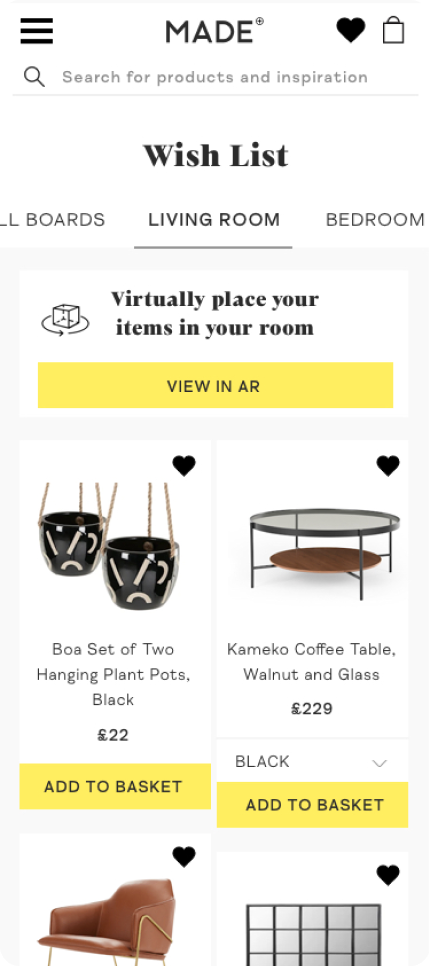 MADE
Search for products and inspiration
Wish List
LL BOARDS LIVING ROOM BEDROOM
Virtually place your
items in your room
VIEW IN AR
Boa Set of Two
Hanging Plant Pots,
Black
£22
ADD TO BASKET
Kameko Coffee Table,
Walnut and Glass
£229
BLACK
ADD TO BASKET